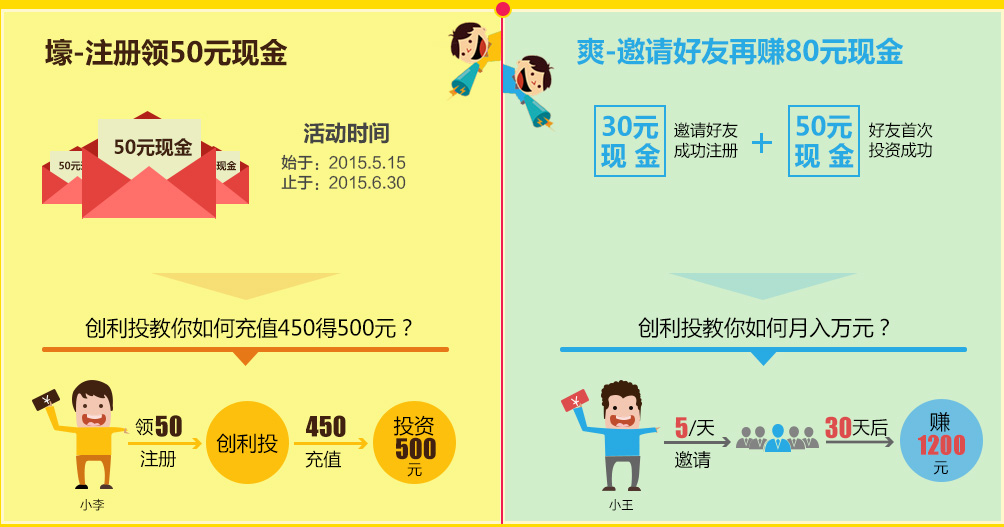 壕-注册领50元现金
50元现金
50元
现金
活动时间
始于：2015.5.15
止于：2015.6.30
创利投教你如何充值450得500元？
领50
注册
创利投
450
充值
投资
500
元
小李
爽-邀请好友再赚80元现金
30元
现 金
邀请好友
成功注册
+
50元
现 金
好友首次
投资成功
创利投教你如何月入万元？
5/天
邀请
30天后
赚
1200
元
小王
¥
¥